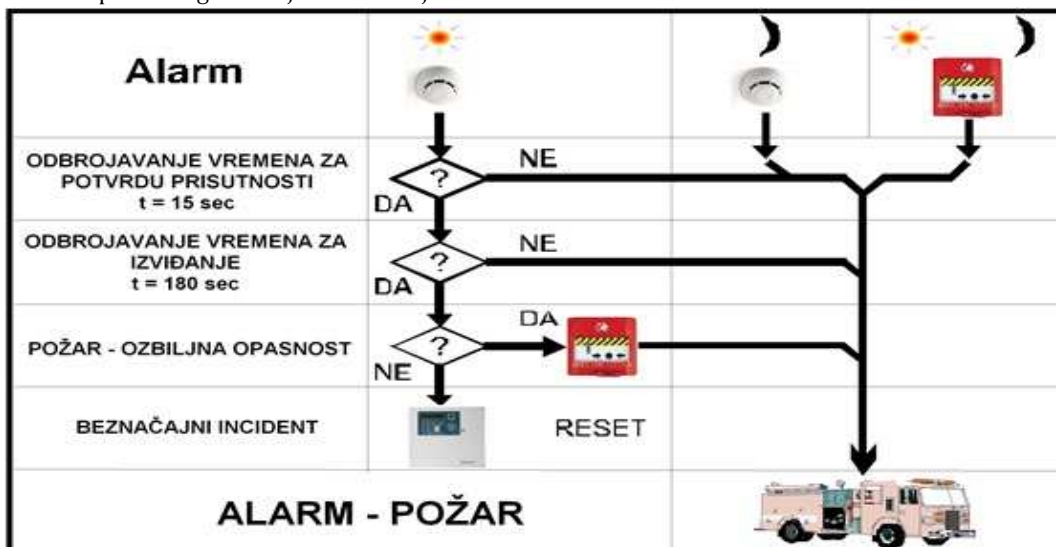 Alarm
ODBROJAVANJE VREMENA ZA
POTVRDU PRISUTNOSTI
t = 15 sec
?
NE
DA
ODBROJAVANJE VREMENA ZA
IZVIĐANJE
t = 180 sec
?
NE
DA
POŽAR - OZBILJNA OPASNOST
?
DA
NE
BEZNAČAJNI INCIDENT
RESET
ALARM - POŽAR